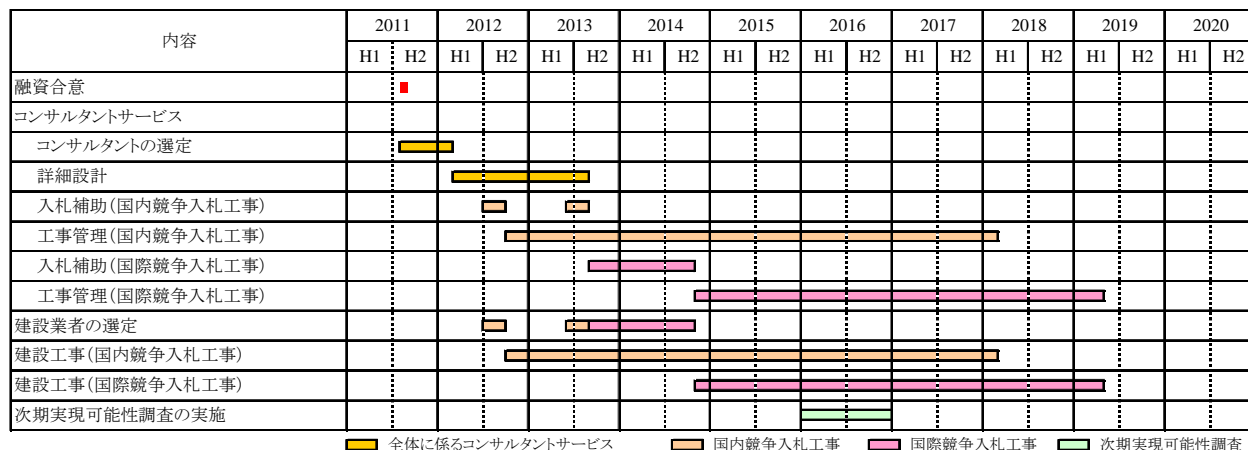 内容 2011 2012 2013 2014 2015 2016 2017 2018 2019 2020
H1 H2 H1 H2 H1 H2 H1 H2 H1 H2 H1 H2 H1 H2 H1 H2 H1 H2 H1 H2
融資合意
コンサルタントサービス
コンサルタントの選定
詳細設計
入札補助(国内競争入札工事)
工事管理(国内競争入札工事)
入札補助(国際競争入札工事)
工事管理(国際競争入札工事)
建設業者の選定
建設工事(国内競争入札工事)
建設工事(国際競争入札工事)
次期実現可能性調査の実施
全体に係るコンサルタントサービス 国内競争入札工事 国際競争入札工事 次期実現可能性調査